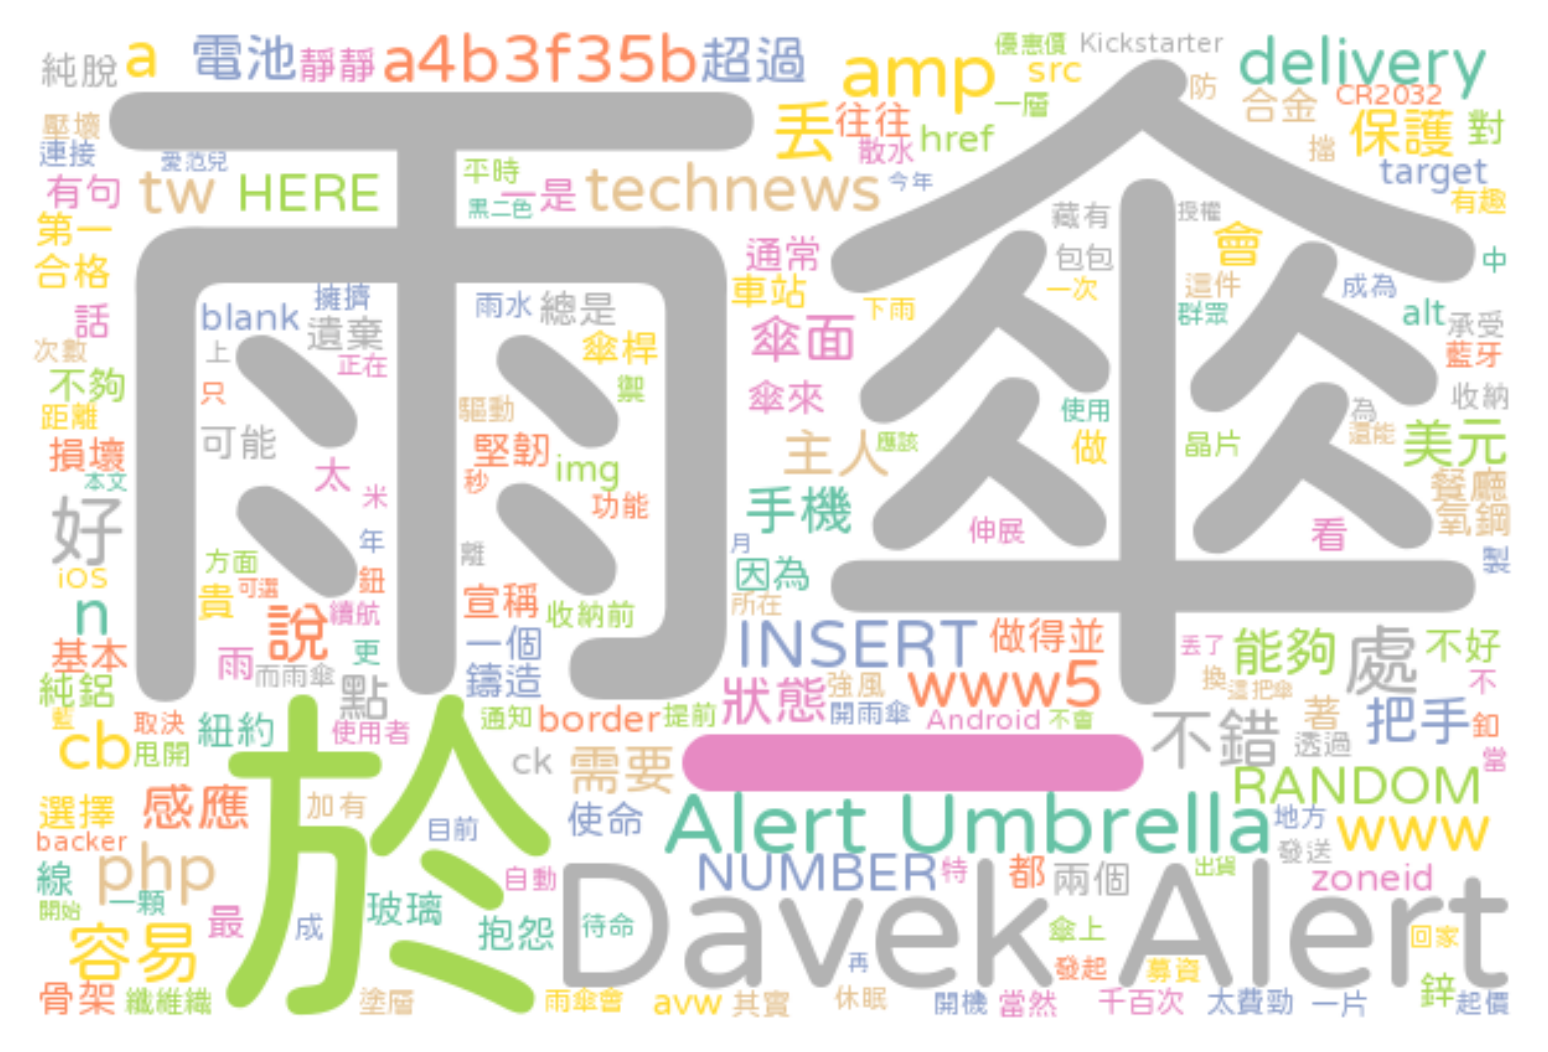 純脫 a 電池 靜靜 a4b3f35b 超過 amp 優惠價 Kickstarter src delivery
一層 防 合金 CR2032
壓壞 丟 往往 href 擋 保護 對
連接 愛范兒 平時 散水 target
有句 tw HERE 一是 technews 今年 有趣
黑二色 藏有 授權
第一 通常 包包 會 中
合格 雨傘 車站 一次 這件 成為
話 blank 擁擠 雨水 總是 下雨 群眾 alt 承受
遺棄 傘面
次數 上 正在 傘桿 藍牙
不夠 只 禦 傘來 收納
距離 驅動 使用 為
損壞 可能 堅韌 主人 應該 做 晶片 還能 美元
本文 太 秒 img 餐廳
好 米 功能 手機 伸展 看 氧鋼
年 離 月 製
iOS 方面 鈕 因為
n 貴 可選 宣稱 收納前 所在
說 續航 INSERT 做得並 丟了 能夠 處 不好
基本 雨 更 一個 換 不
純鋁 而雨傘 點 鑄造 狀態 強風 www5 這把傘
藍 取決 紐約 使用者 通知 border 提前 開雨傘 Android 不會 不錯 著 把手 釦
cb 甩開 於 ck 需要 一 透過 當
選擇 感應 加有 目前 使命 Alert Umbrella RANDOM 地方 www
backer 發送
php NUMBER 特 都 兩個 出貨 zoneid
線 一顆 自動
開始 最 成 玻璃 抱怨 待命 Davek Alert 傘上 回家
容易 再 發起 募資
骨架 纖維織 塗層 雨傘會 avw 其實 休眠 開機 當然 千百次 太費勁 一片 鋅 起價